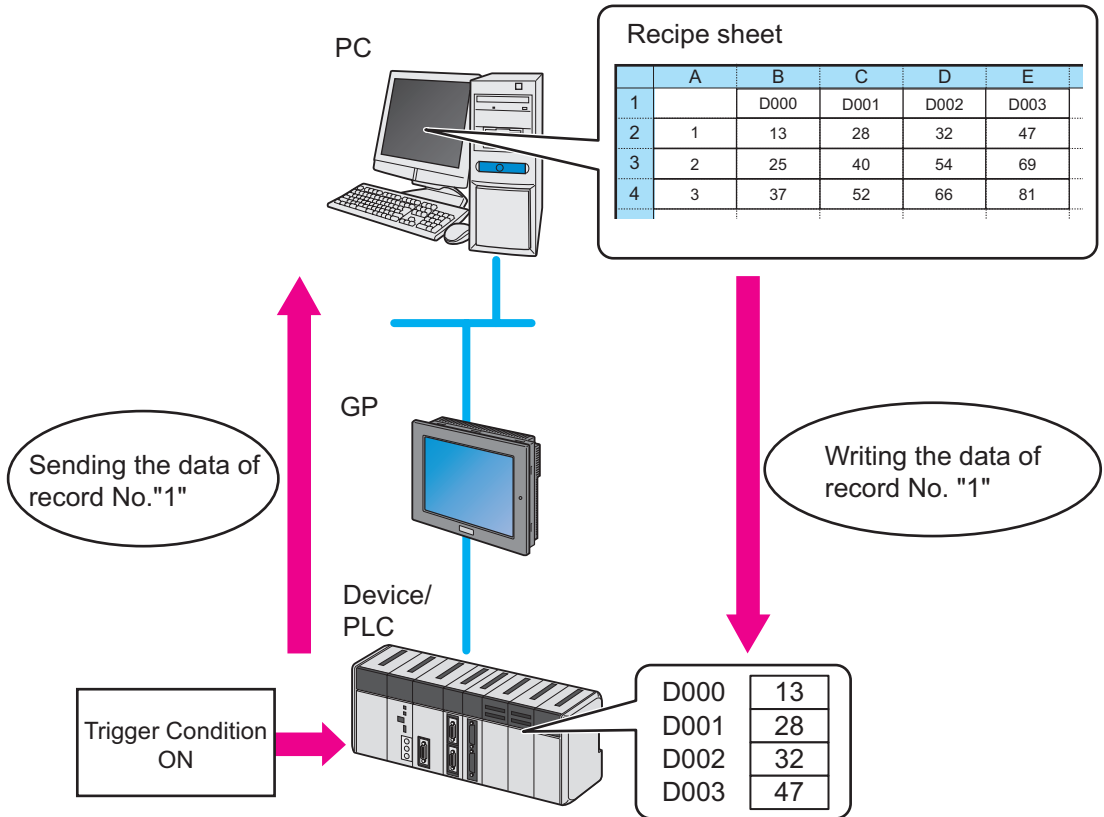 PC
Recipe sheet
A B C D E
1 D000 D001 D002 D003
2 1 13 28 32 47
3 2 25 40 54 69
4 3 37 52 66 81
GP
Sending the data of
record No."1"
Writing the data of
record No. "1"
Device/
PLC
Trigger Condition
ON
D000 13
D001 28
D002 32
D003 47